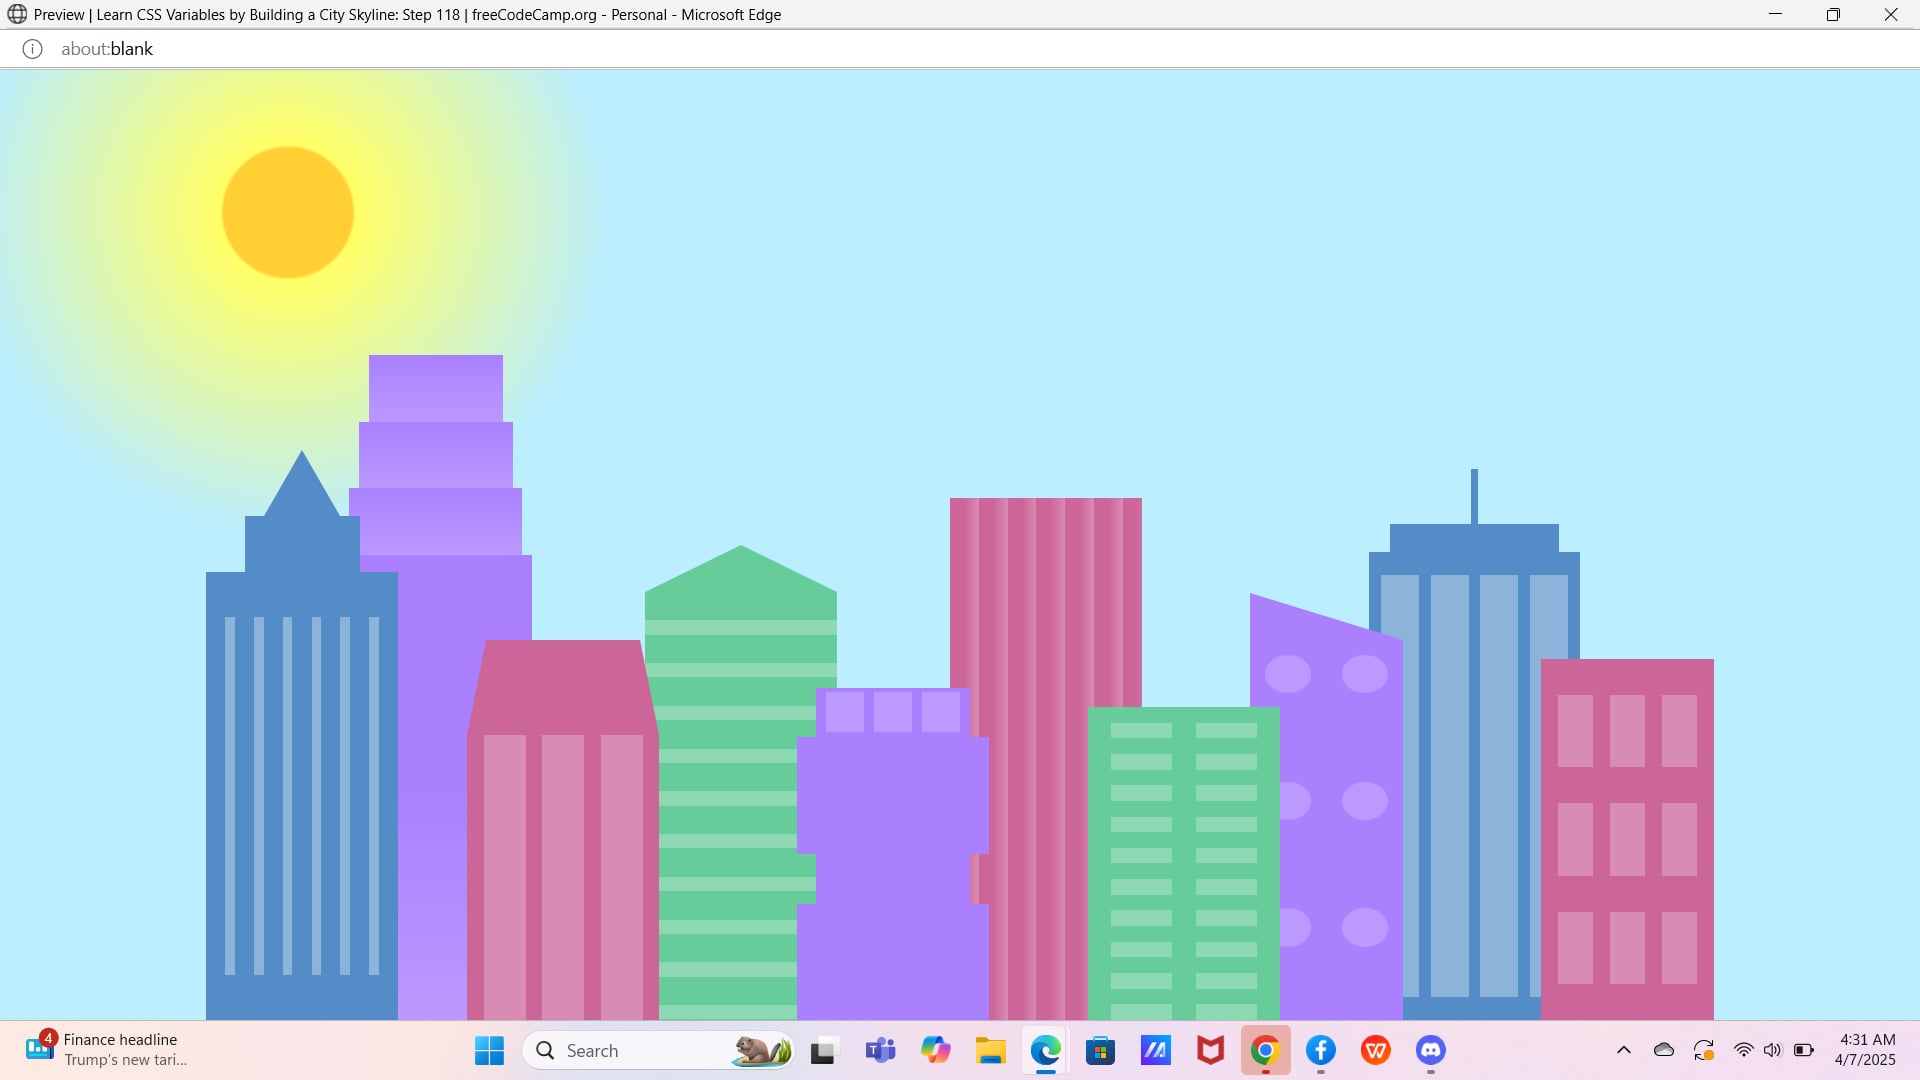 Preview | Learn CSS Variables by Building a City Skyline: Step 118 | freeCodeCamp.org - Personal - Microsoft Edge
about:blank
4
Finance headline
Trump's new tari...
Search
4:31 AM
4/7/2025